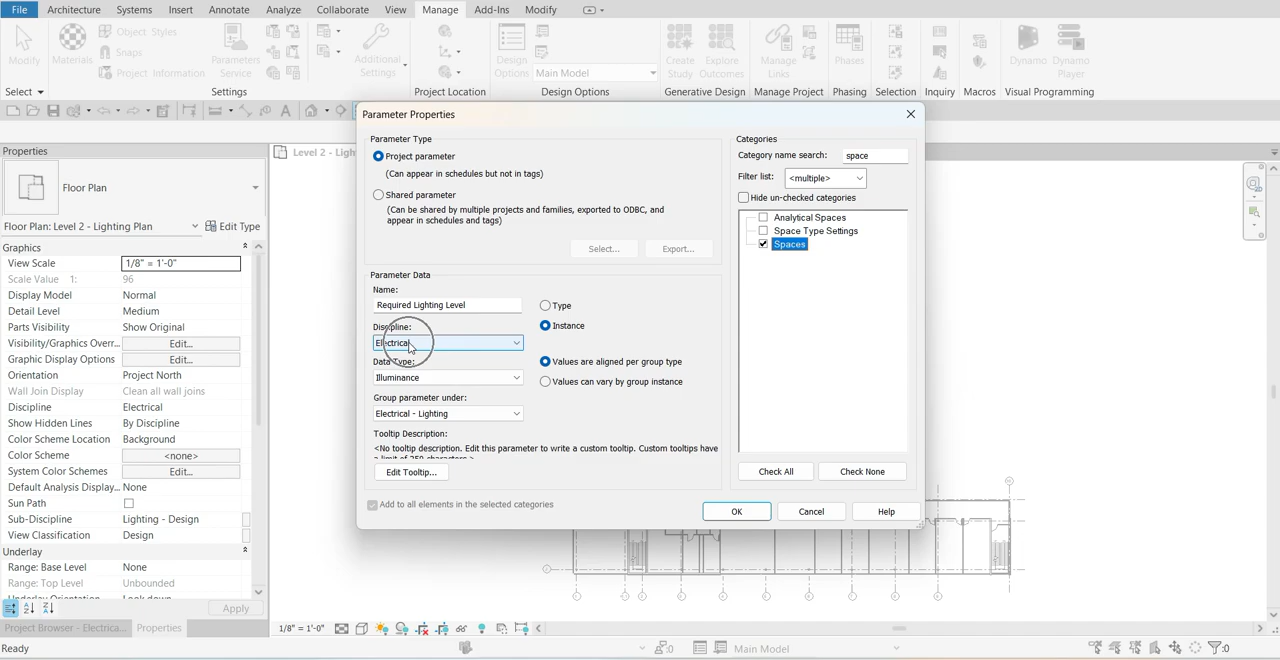 File Architecture Systems Insert Annotate Analyze Collaborate View Manage Add-Ins Modify
Modify
Materials
Object Styles
Snaps
Project Information
Parameters Service
Additional Settings
Design Options
Main Model
Create Study
Explore Outcomes
Manage Links
Phases
Dynamo
Dynamo Player
Select
Settings
Project Location
Design Options
Generative Design
Manage Project
Phasing
Selection
Inquiry
Macros
Visual Programming
Properties
Floor Plan
Floor Plan: Level 2 - Lighting Plan
Edit Type
Graphics
View Scale 1/8" = 1'-0"
Scale Value 1: 96
Display Model Normal
Detail Level Medium
Parts Visibility Show Original
Visibility/Graphics Overr... Edit...
Graphic Display Options Edit...
Orientation Project North
Wall Join Display Clean all wall joins
Discipline Electrical
Show Hidden Lines By Discipline
Color Scheme Location Background
Color Scheme <none>
System Color Schemes Edit...
Default Analysis Display... None
Sun Path
Sub-Discipline Lighting - Design
View Classification Design
Underlay
Range: Base Level None
Range: Top Level Unbounded
Underlay Orientation Look down
Apply
Project Browser - Electrica...
Properties
Ready
Level 2 - Ligh
Parameter Properties
Parameter Type
Project parameter
(Can appear in schedules but not in tags)
Shared parameter
(Can be shared by multiple projects and families, exported to ODBC, and
appear in schedules and tags)
Select...
Export...
Parameter Data
Name:
Required Lighting Level
Discipline:
Electrical
Data Type:
Illuminance
Group parameter under:
Electrical - Lighting
Type
Instance
Values are aligned per group type
Values can vary by group instance
Tooltip Description:
<No tooltip description. Edit this parameter to write a custom tooltip. Custom tooltips have
a limit of 250 characters.>
Edit Tooltip...
Add to all elements in the selected categories
Categories
Category name search: space
Filter list: <multiple>
Hide un-checked categories
Analytical Spaces
Space Type Settings
Spaces
Check All
Check None
OK
Cancel
Help
1/8" = 1'-0"
:0
Main Model
:0